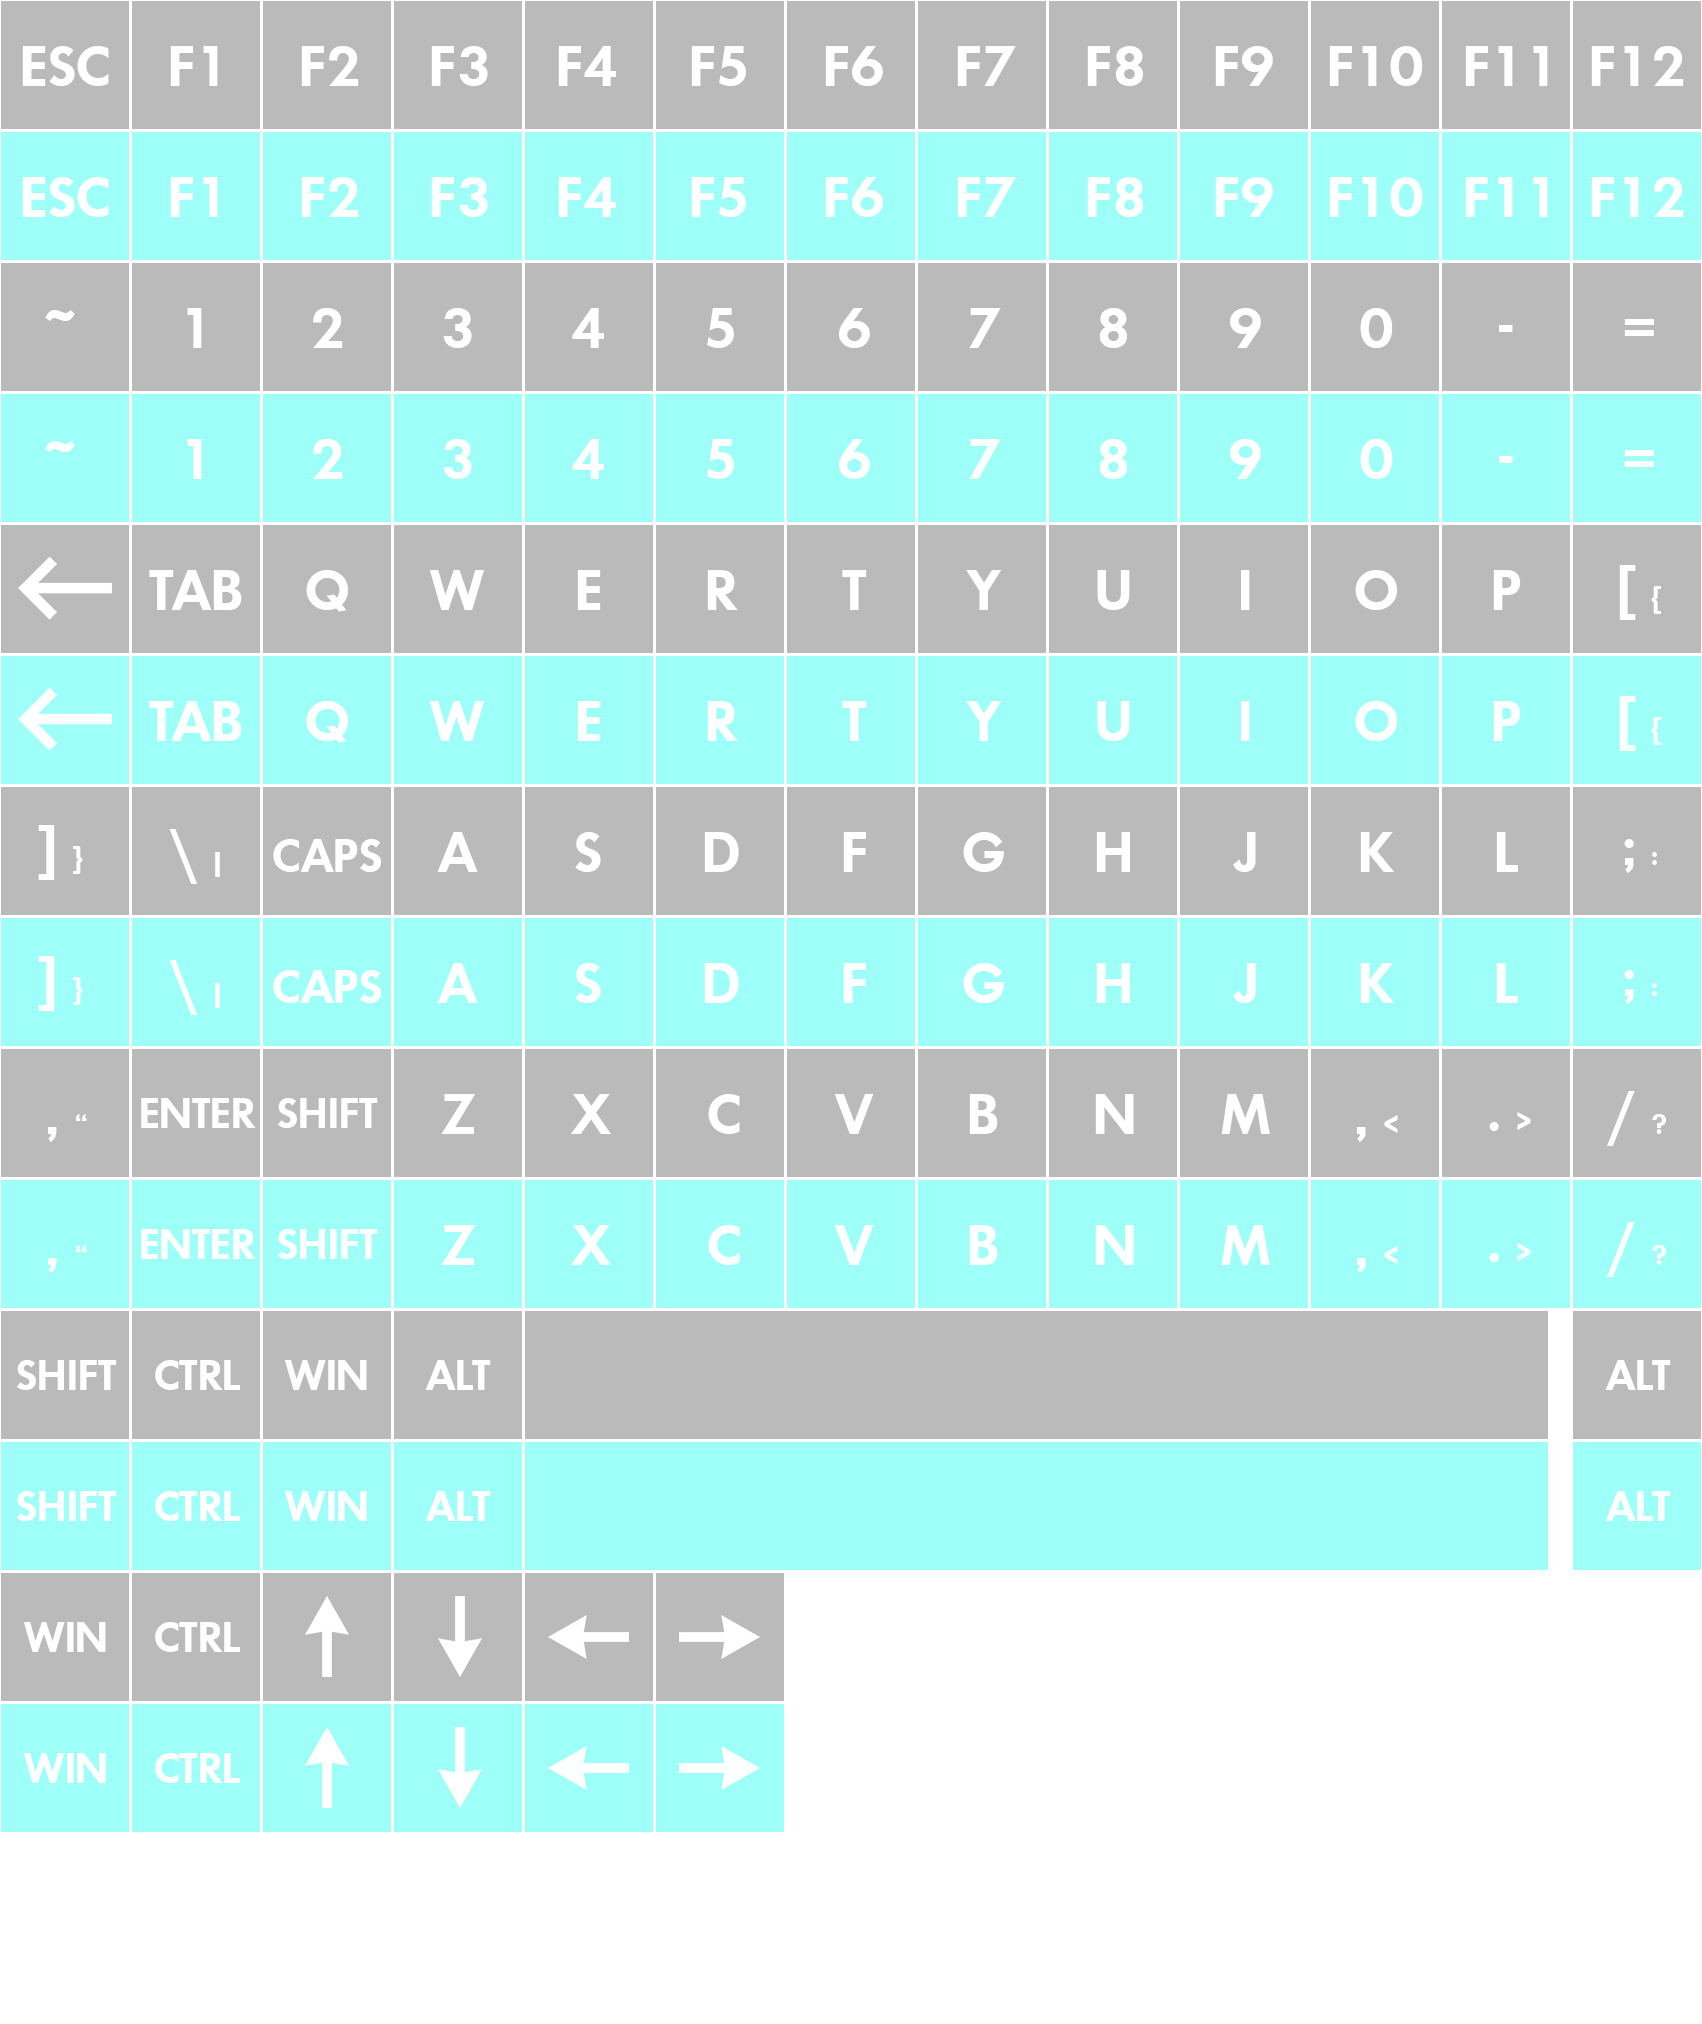 ESC F1 F2 F3 F4 F5 F6 F7 F8 F9 F10 F11 F12
ESC F1 F2 F3 F4 F5 F6 F7 F8 F9 F10 F11 F12
~ 1 2 3 4 5 6 7 8 9 0 - =
~ 1 2 3 4 5 6 7 8 9 0 - =
← TAB Q W E R T Y U I O P [ {
← TAB Q W E R T Y U I O P [ {
] } \ | CAPS A S D F G H J K L ; :
] } \ | CAPS A S D F G H J K L ; :
, “ ENTER SHIFT Z X C V B N M , < . > / ?
, “ ENTER SHIFT Z X C V B N M , < . > / ?
SHIFT CTRL WIN ALT ALT
SHIFT CTRL WIN ALT ALT
WIN CTRL ↑ ↓ ← →
WIN CTRL ↑ ↓ ← →